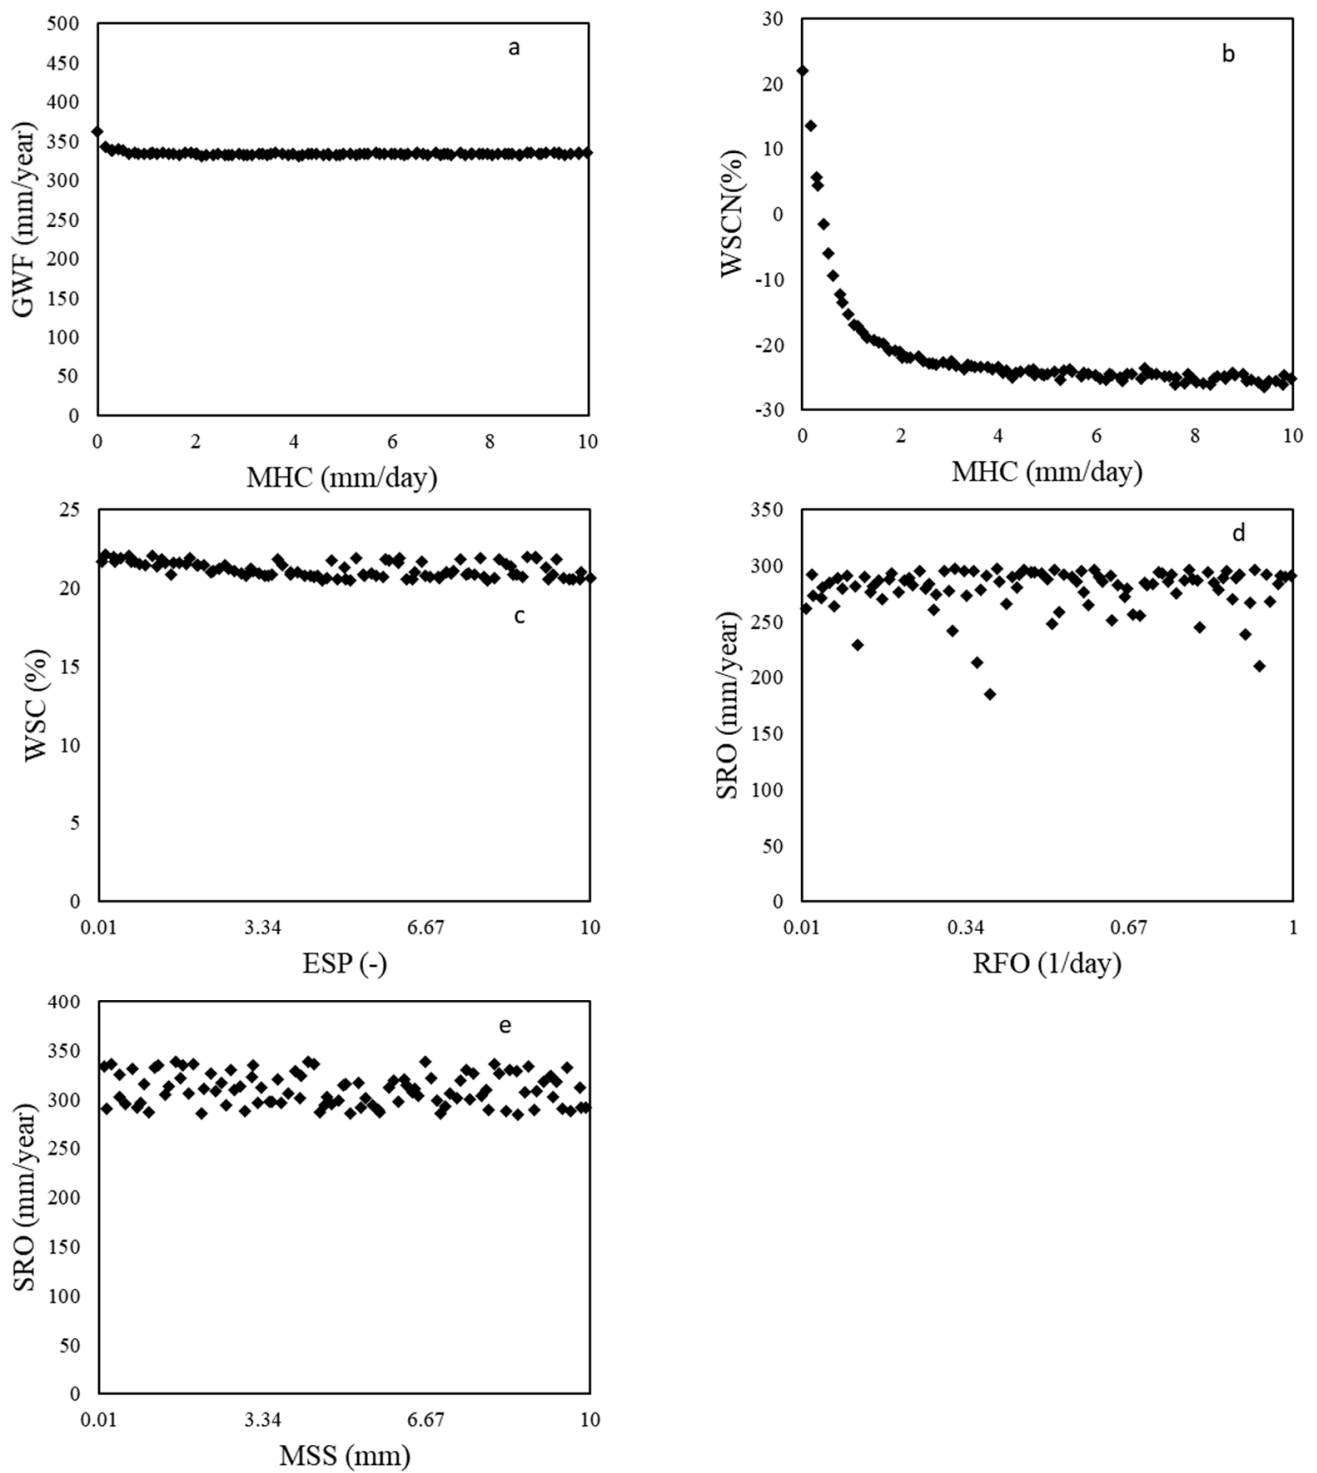 a
500
450
400
350
300
250
200
150
100
50
0
GWF (mm/year)
0 2 4 6 8 10
MHC (mm/day)
b
30
20
10
0
-10
-20
-30
WSCN(%)
0 2 4 6 8 10
MHC (mm/day)
c
25
20
15
10
5
0
WSC (%)
0.01 3.34 6.67 10
ESP (-)
d
350
300
250
200
150
100
50
0
SRO (mm/year)
0.01 0.34 0.67 1
RFO (1/day)
e
400
350
300
250
200
150
100
50
0
SRO (mm/year)
0.01 3.34 6.67 10
MSS (mm)